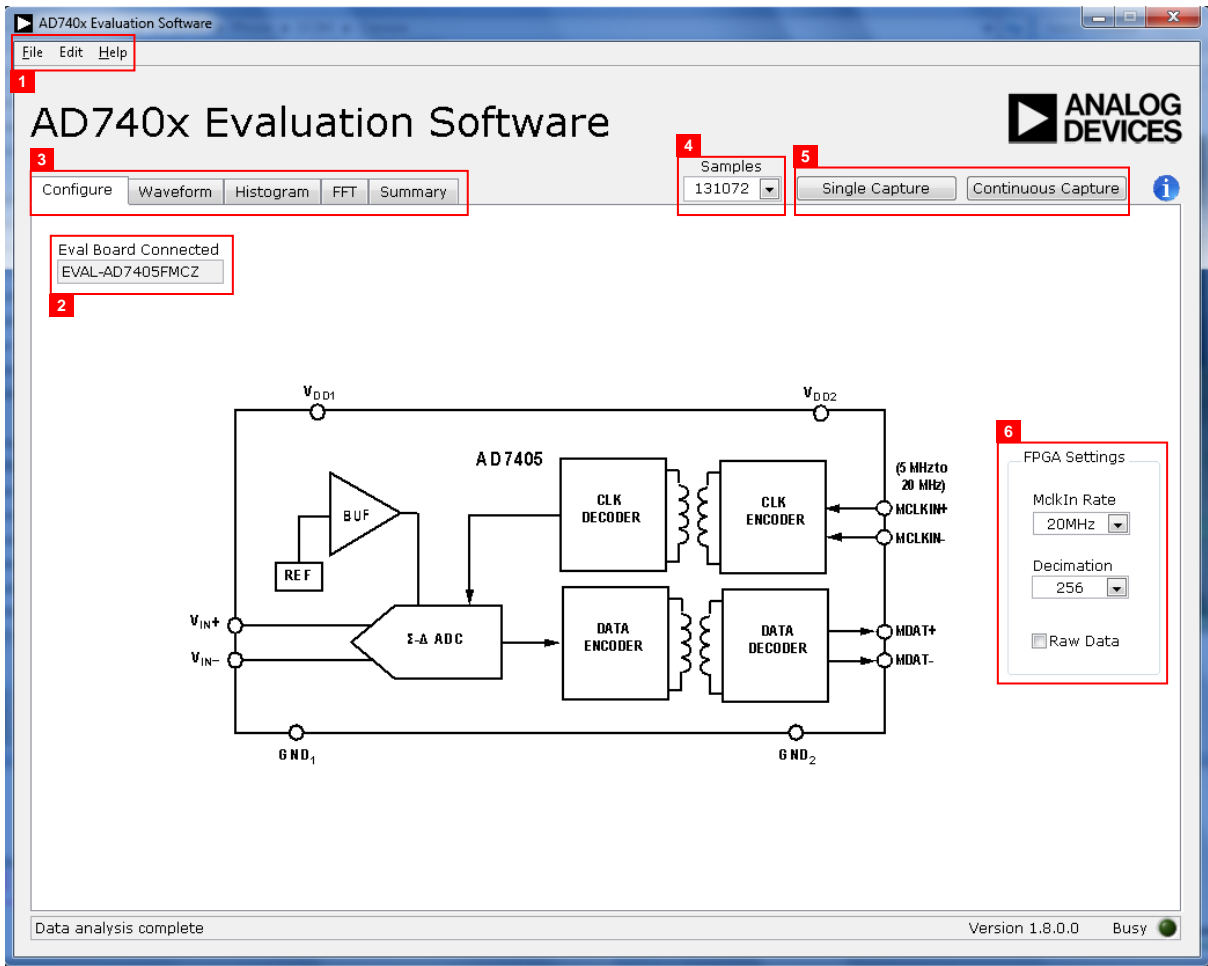 AD740x Evaluation Software
File Edit Help
1
AD740x Evaluation Software
ANALOG
DEVICES
3
Configure Waveform Histogram FFT Summary
4
Samples
131072
5
Single Capture Continuous Capture
i
Eval Board Connected
EVAL-AD7405FMCZ
2
VDD1
VDD2
AD7405
BUF
REF
VIN+
VIN–
Σ-Δ ADC
CLK
DECODER
CLK
ENCODER
(5 MHz to
20 MHz)
MCLKIN+
MCLKIN-
DATA
ENCODER
DATA
DECODER
MDAT+
MDAT-
GND1
GND2
6
FPGA Settings
MclkIn Rate
20MHz
Decimation
256
Raw Data
Data analysis complete
Version 1.8.0.0 Busy